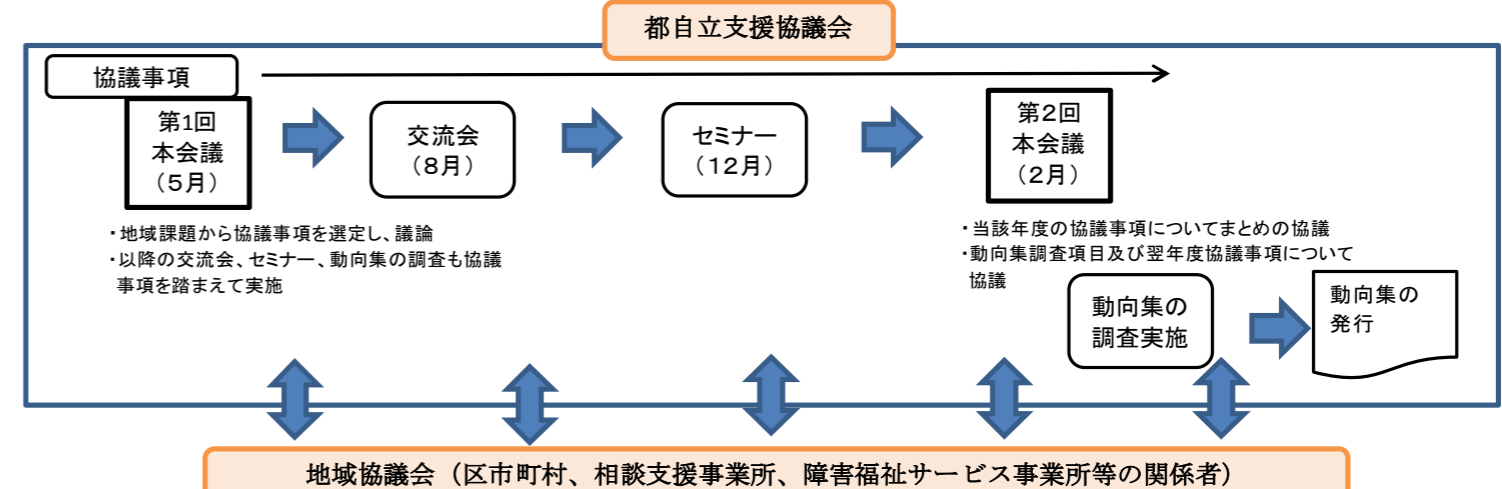 都自立支援協議会
協議事項
第1回
本会議
（５月）
交流会
（８月）
セミナー
（１２月）
第２回
本会議
（２月）
・地域課題から協議事項を選定し、議論
・以降の交流会、セミナー、動向集の調査も協議
事項を踏まえて実施
・当該年度の協議事項についてまとめの協議
・動向集調査項目及び翌年度協議事項について
協議
動向集の
調査実施
動向集の
発行
地域協議会（区市町村、相談支援事業所、障害福祉サービス事業所等の関係者）